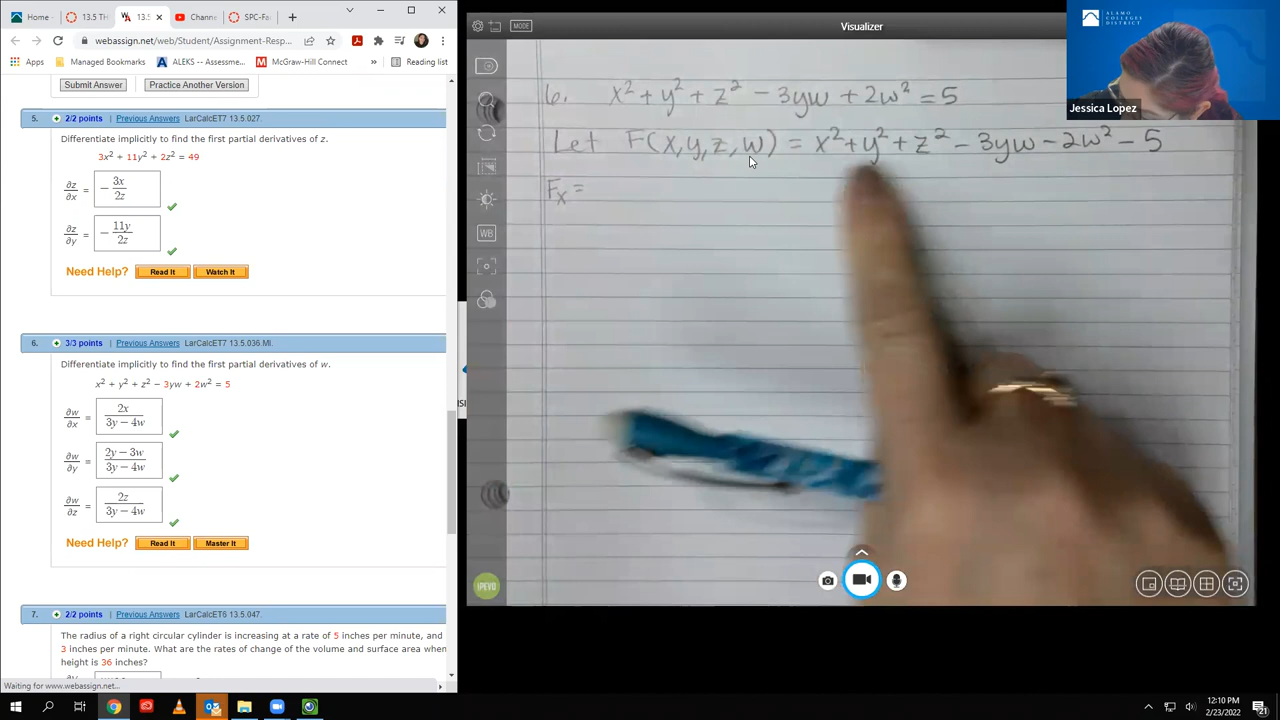 Home -
13.5 TH
13.5
Channe
SPC-Fa
webassign.net/web/Student/Assignment-Resp...
Apps
Managed Bookmarks
ALEKS -- Assessme...
McGraw-Hill Connect
Reading list
Submit Answer
Practice Another Version
5. 2/2 points | Previous Answers LarCalcET7 13.5.027.
Differentiate implicitly to find the first partial derivatives of z.
3x² + 11y² + 2z² = 49
∂z/∂x = -3x/2z
∂z/∂y = -11y/2z
Need Help? Read It Watch It
6. 3/3 points | Previous Answers LarCalcET7 13.5.036.MI.
Differentiate implicitly to find the first partial derivatives of w.
x² + y² + z² − 3yw + 2w² = 5
∂w/∂x = 2x/(3y − 4w)
∂w/∂y = (2y − 3w)/(3y − 4w)
∂w/∂z = 2z/(3y − 4w)
Need Help? Read It Master It
7. 2/2 points | Previous Answers LarCalcET6 13.5.047.
The radius of a right circular cylinder is increasing at a rate of 5 inches per minute, and
3 inches per minute. What are the rates of change of the volume and surface area when
height is 36 inches?
Waiting for www.webassign.net...
MODE
Visualizer
WB
IPEVO
6. x² + y² + z² − 3yw + 2w² = 5
Let F(x,y,z,w) = x² + y² + z² − 3yw − 2w² − 5
Fx =
ALAMO
COLLEGES
DISTRICT
Jessica Lopez
12:10 PM
2/23/2022
21